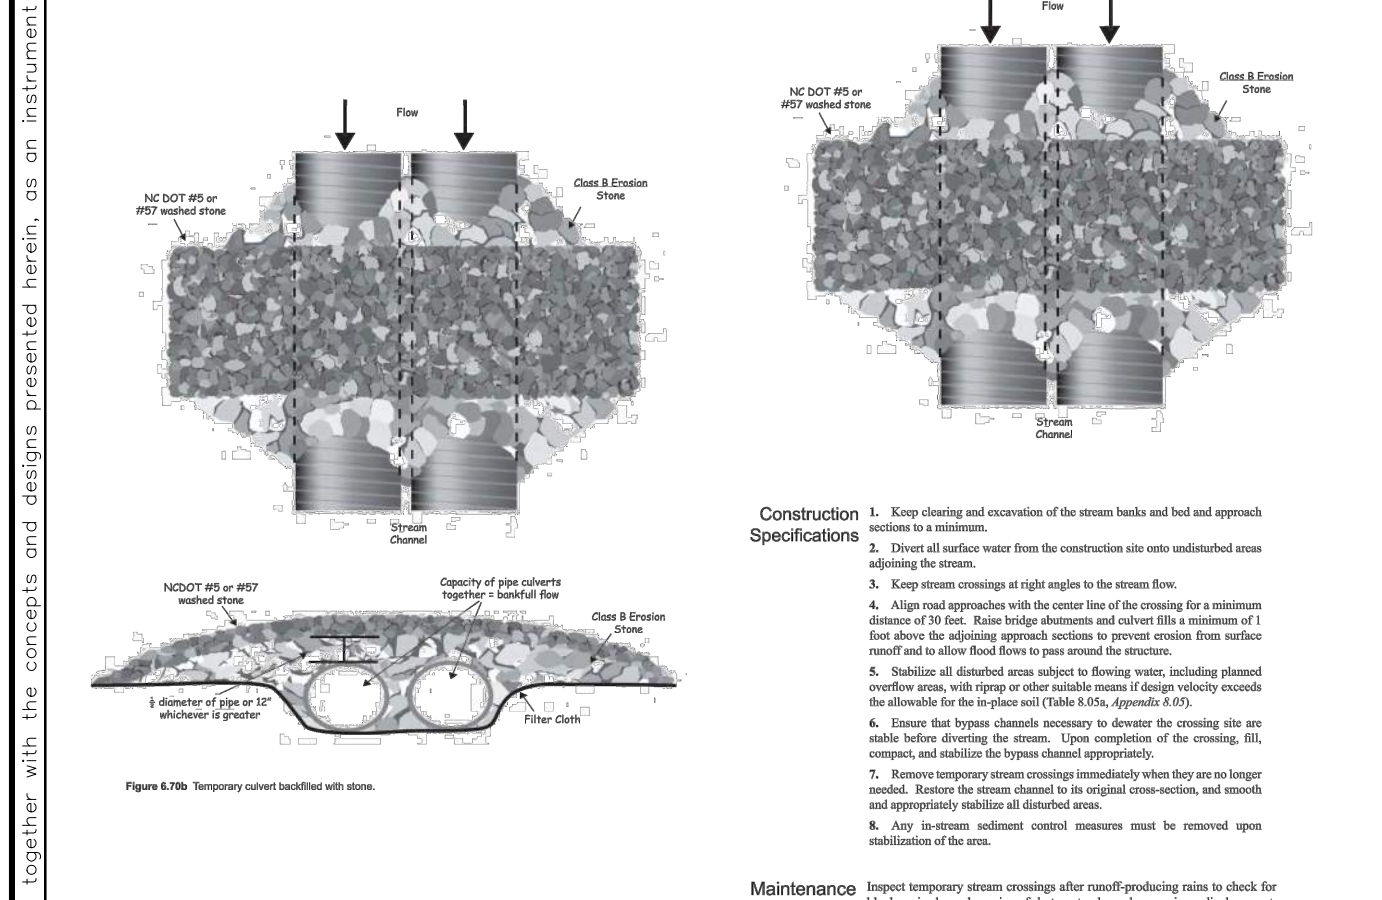 together with the concepts and designs presented herein, as an instrument
Flow
NC DOT #5 or
#57 washed stone
Class B Erosion
Stone
Stream
Channel
NCDOT #5 or #57
washed stone
Capacity of pipe culverts
together = bankfull flow
Class B Erosion
Stone
½ diameter of pipe or 12"
whichever is greater
Filter Cloth
Figure 6.70b Temporary culvert backfilled with stone.
Flow
NC DOT #5 or
#57 washed stone
Class B Erosion
Stone
Stream
Channel
Construction
Specifications
1. Keep clearing and excavation of the stream banks and bed and approach
sections to a minimum.
2. Divert all surface water from the construction site onto undisturbed areas
adjoining the stream.
3. Keep stream crossings at right angles to the stream flow.
4. Align road approaches with the center line of the crossing for a minimum
distance of 30 feet. Raise bridge abutments and culvert fills a minimum of 1
foot above the adjoining approach sections to prevent erosion from surface
runoff and to allow flood flows to pass around the structure.
5. Stabilize all disturbed areas subject to flowing water, including planned
overflow areas, with riprap or other suitable means if design velocity exceeds
the allowable for the in-place soil (Table 8.05a, Appendix 8.05).
6. Ensure that bypass channels necessary to dewater the crossing site are
stable before diverting the stream. Upon completion of the crossing, fill,
compact, and stabilize the bypass channel appropriately.
7. Remove temporary stream crossings immediately when they are no longer
needed. Restore the stream channel to its original cross-section, and smooth
and appropriately stabilize all disturbed areas.
8. Any in-stream sediment control measures must be removed upon
stabilization of the area.
Maintenance
Inspect temporary stream crossings after runoff-producing rains to check for